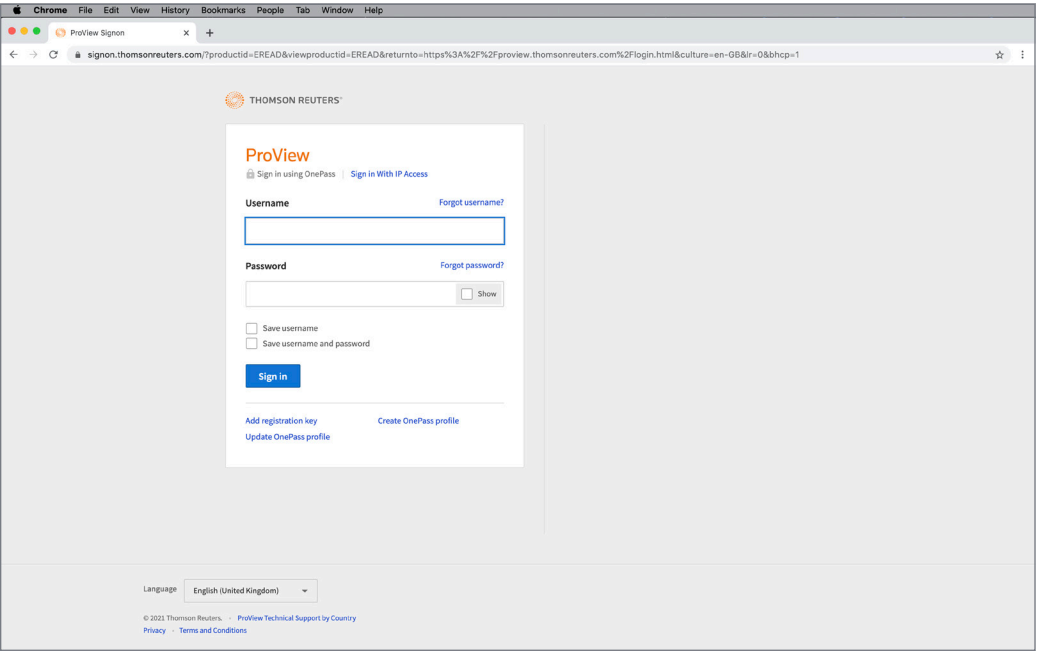 Chrome File Edit View History Bookmarks People Tab Window Help
ProView Signon
signon.thomsonreuters.com/?productid=EREAD&viewproductid=EREAD&returnto=https%3A%2F%2Fproview.thomsonreuters.com%2Flogin.html&culture=en-GB&lr=0&bhcp=1
THOMSON REUTERS®
ProView
Sign in using OnePass | Sign in With IP Access
Username Forgot username?
Password Forgot password?
Show
Save username
Save username and password
Sign in
Add registration key Create OnePass profile
Update OnePass profile
Language English (United Kingdom)
© 2021 Thomson Reuters. · ProView Technical Support by Country
Privacy · Terms and Conditions